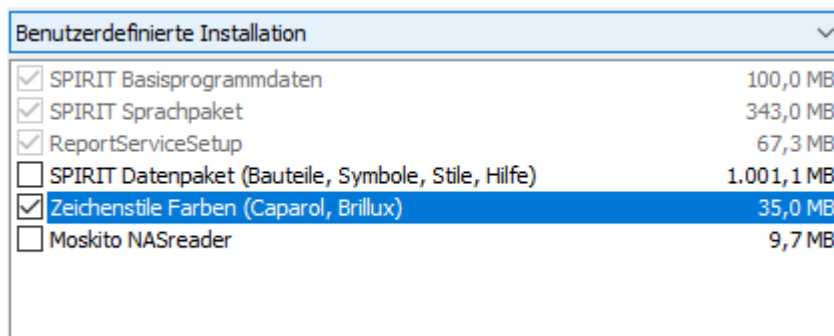 Benutzerdefinierte Installation
SPIRIT Basisprogrammdaten 100,0 MB
SPIRIT Sprachpaket 343,0 MB
ReportServiceSetup 67,3 MB
SPIRIT Datenpaket (Bauteile, Symbole, Stile, Hilfe) 1.001,1 MB
Zeichenstile Farben (Caparol, Brillux) 35,0 MB
Moskito NASreader 9,7 MB